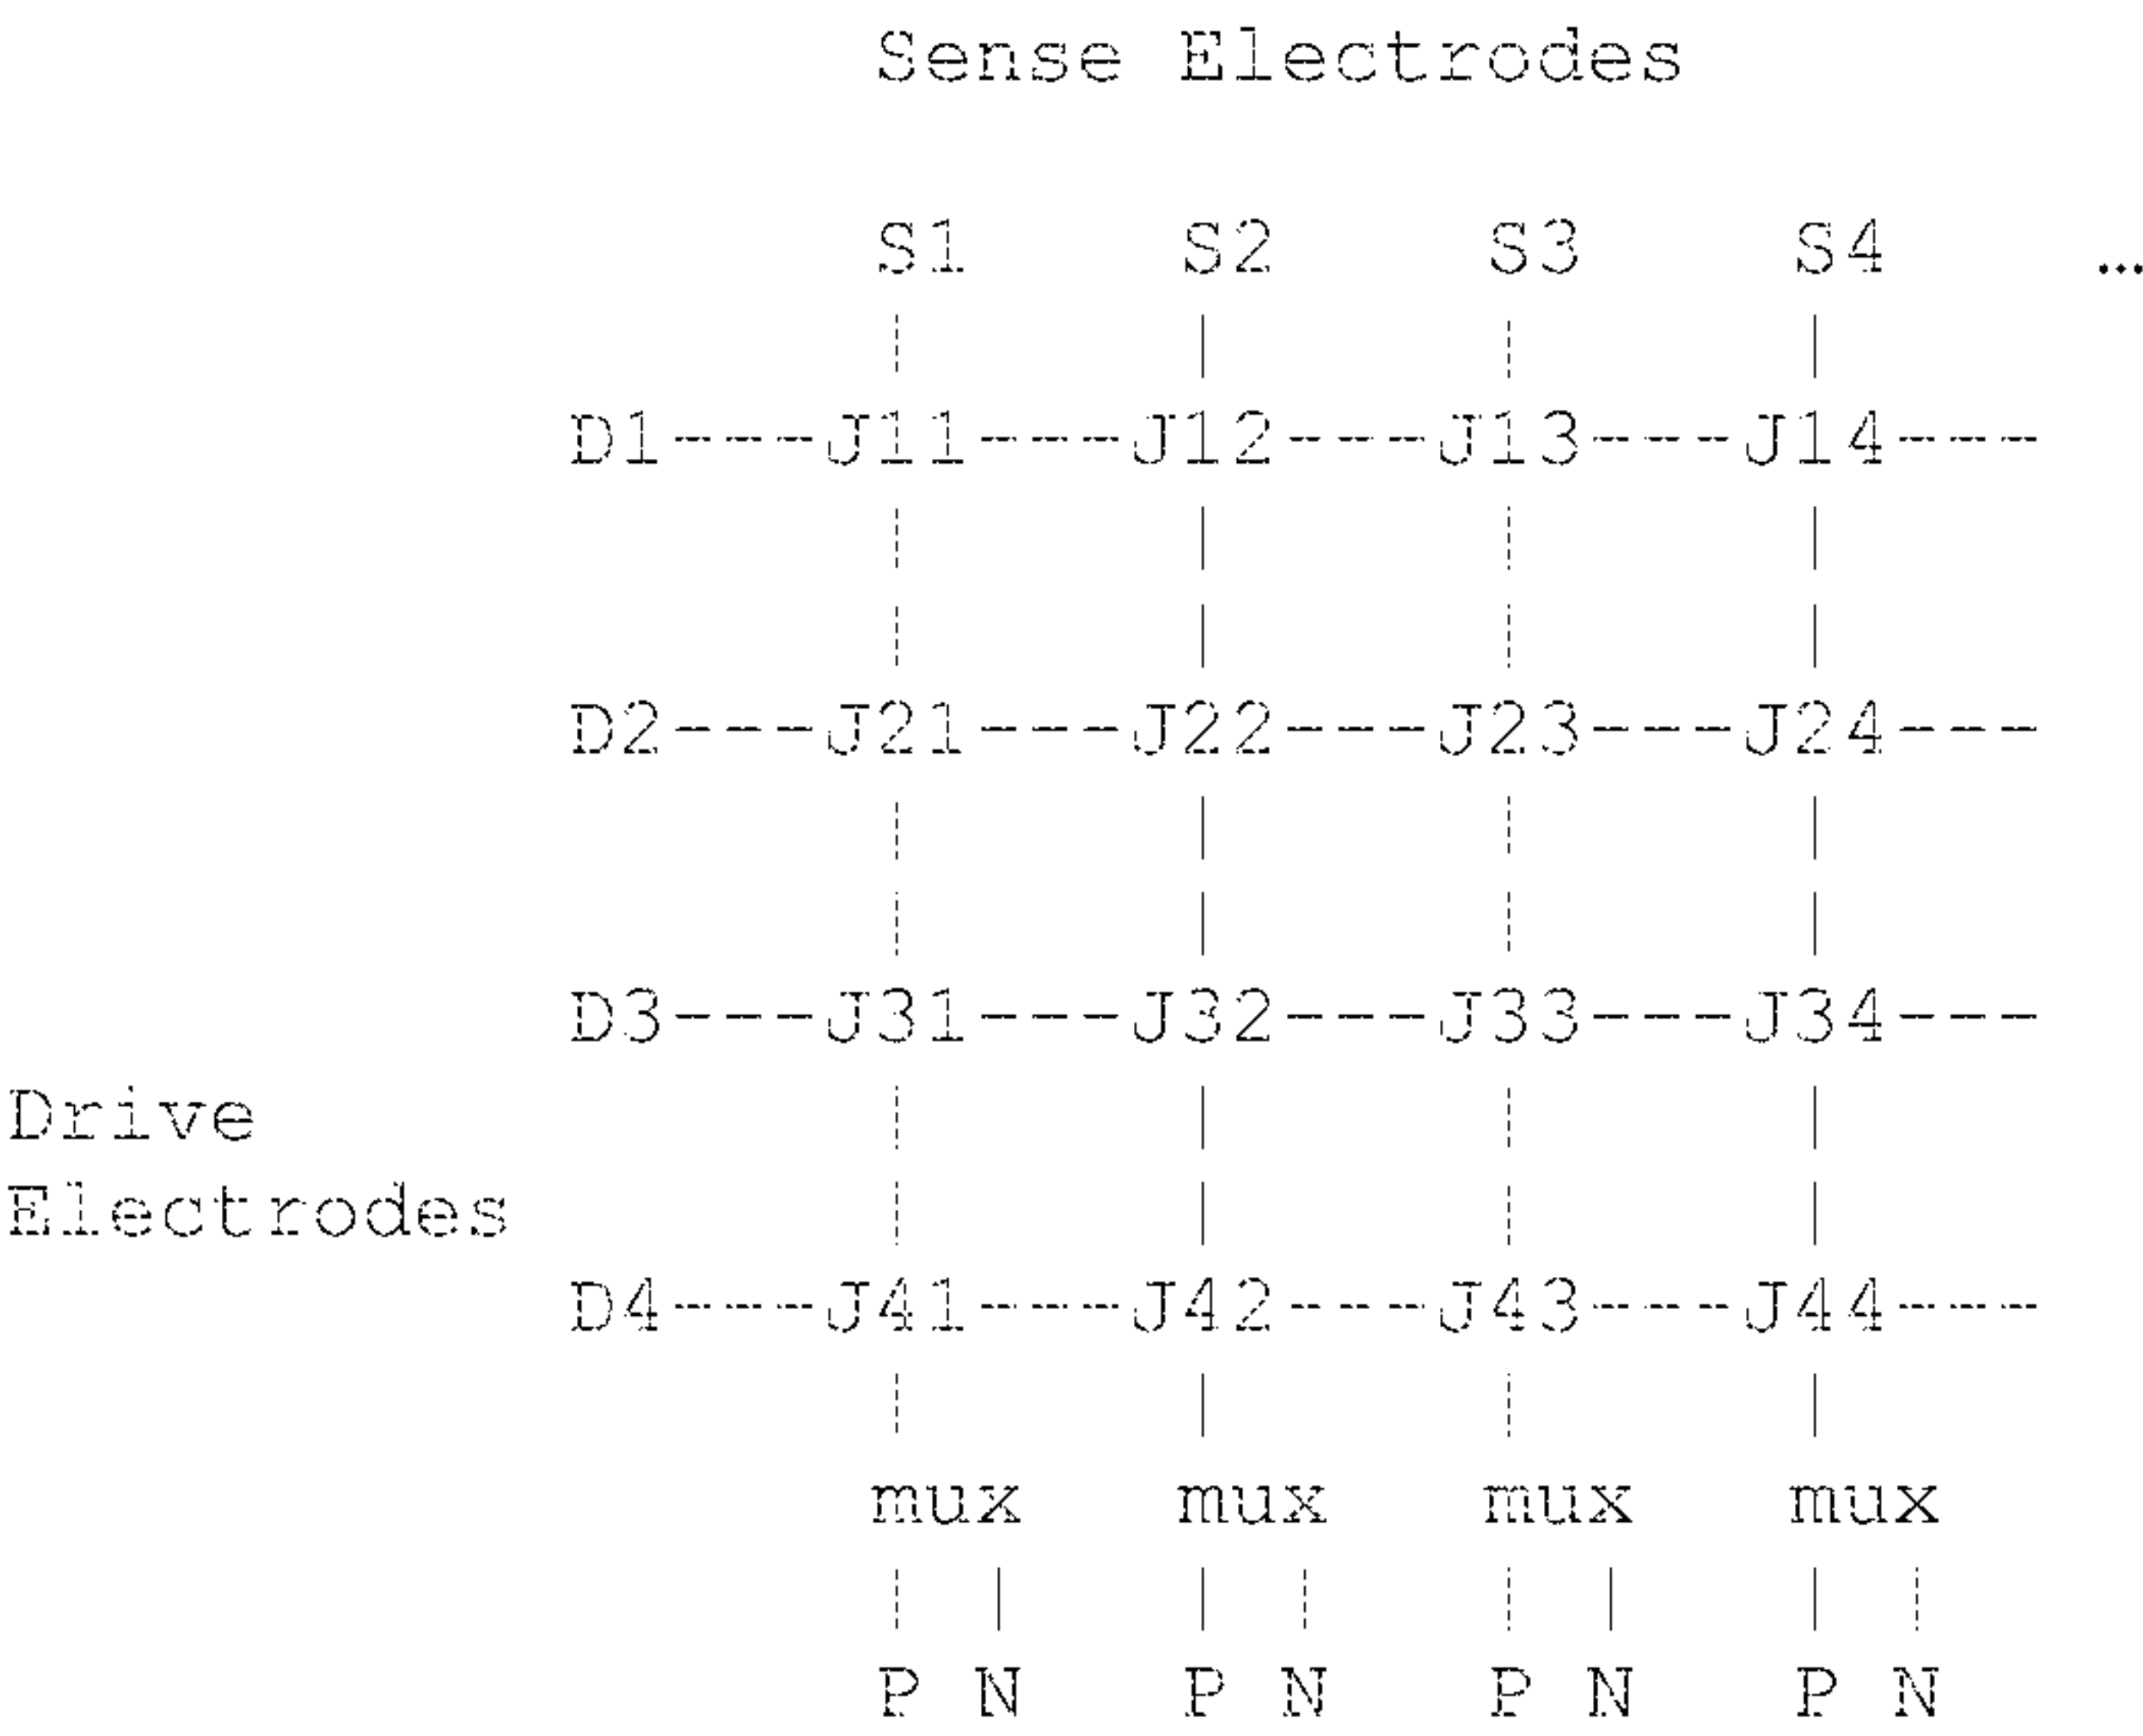 Sense Electrodes
S1 S2 S3 S4 …
D1---J11---J12---J13---J14---
D2---J21---J22---J23---J24---
D3---J31---J32---J33---J34---
Drive
Electrodes
D4---J41---J42---J43---J44---
mux mux mux mux
P N P N P N P N